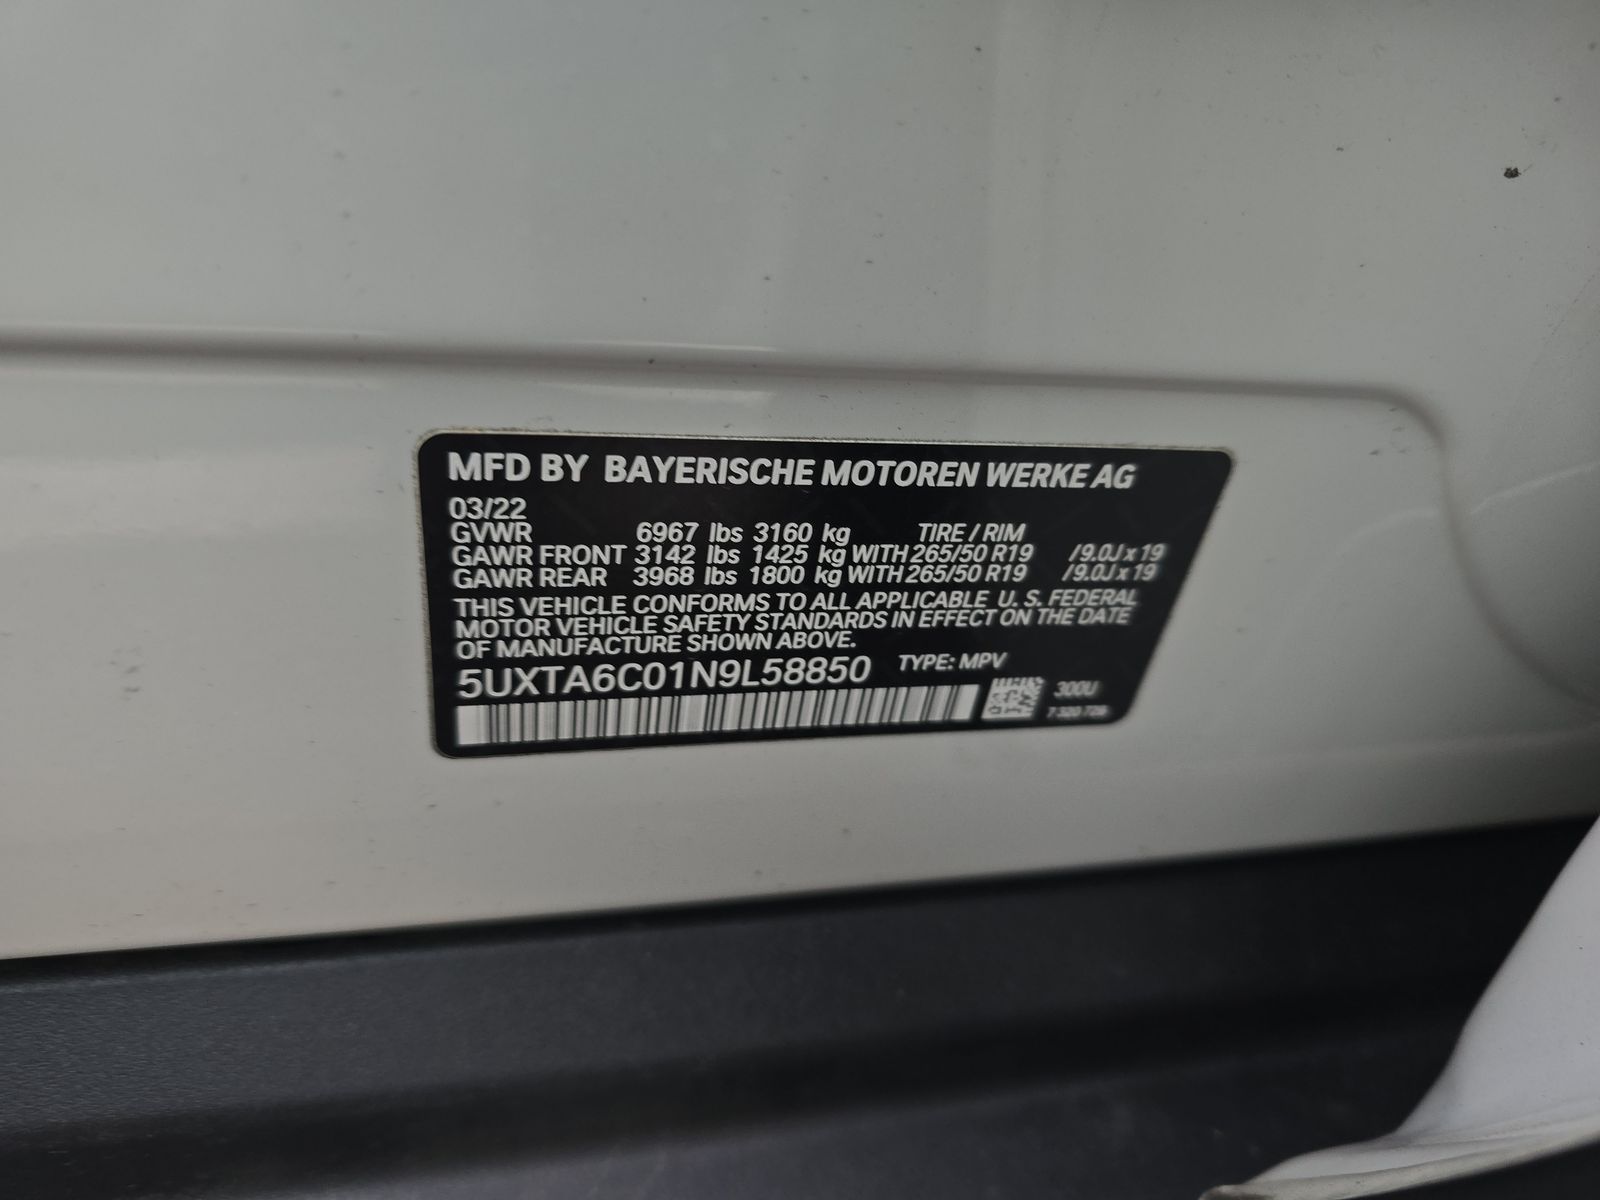 MFD BY BAYERISCHE MOTOREN WERKE AG
03/22
GVWR 6967 lbs 3160 kg TIRE / RIM
GAWR FRONT 3142 lbs 1425 kg WITH 265/50 R19 /9.0J x 19
GAWR REAR 3968 lbs 1800 kg WITH 265/50 R19 /9.0J x 19
THIS VEHICLE CONFORMS TO ALL APPLICABLE U. S. FEDERAL
MOTOR VEHICLE SAFETY STANDARDS IN EFFECT ON THE DATE
OF MANUFACTURE SHOWN ABOVE.
5UXTA6C01N9L58850 TYPE: MPV
300U